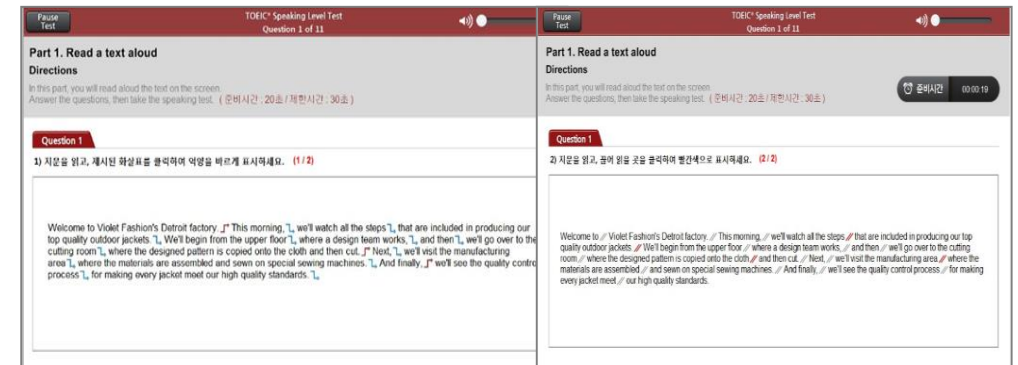 Pause
Test
TOEIC® Speaking Level Test
Question 1 of 11
Part 1. Read a text aloud
Directions
In this part, you will read aloud the text on the screen.
Answer the questions, then take the speaking test. ( 준비시간 : 20초 / 제한시간 : 30초 )
Question 1
1) 지문을 읽고, 제시된 화살표를 클릭하여 억양을 바르게 표시하세요. (1 / 2)
Welcome to Violet Fashion's Detroit factory. This morning, we'll watch all the steps that are included in producing our
top quality outdoor jackets. We'll begin from the upper floor, where a design team works, and then, we'll go over to the
cutting room, where the designed pattern is copied onto the cloth and then cut. Next, we'll visit the manufacturing
area, where the materials are assembled and sewn on special sewing machines. And finally, we'll see the quality contro
process, for making every jacket meet our high quality standards.
Pause
Test
TOEIC® Speaking Level Test
Question 1 of 11
Part 1. Read a text aloud
Directions
In this part, you will read aloud the text on the screen.
Answer the questions, then take the speaking test. ( 준비시간 : 20초 / 제한시간 : 30초 )
준비시간 00:00:19
Question 1
2) 지문을 읽고, 끊어 읽을 곳을 클릭하여 빨간색으로 표시하세요. (2 / 2)
Welcome to // Violet Fashion's Detroit factory. // This morning, // we'll watch all the steps // that are included in producing our top
quality outdoor jackets. // We'll begin from the upper floor // where a design team works, // and then // we'll go over to the cutting
room // where the designed pattern is copied onto the cloth // and then cut. // Next, // we'll visit the manufacturing area // where the
materials are assembled // and sewn on special sewing machines. // And finally, // we'll see the quality control process // for making
every jacket meet // our high quality standards.